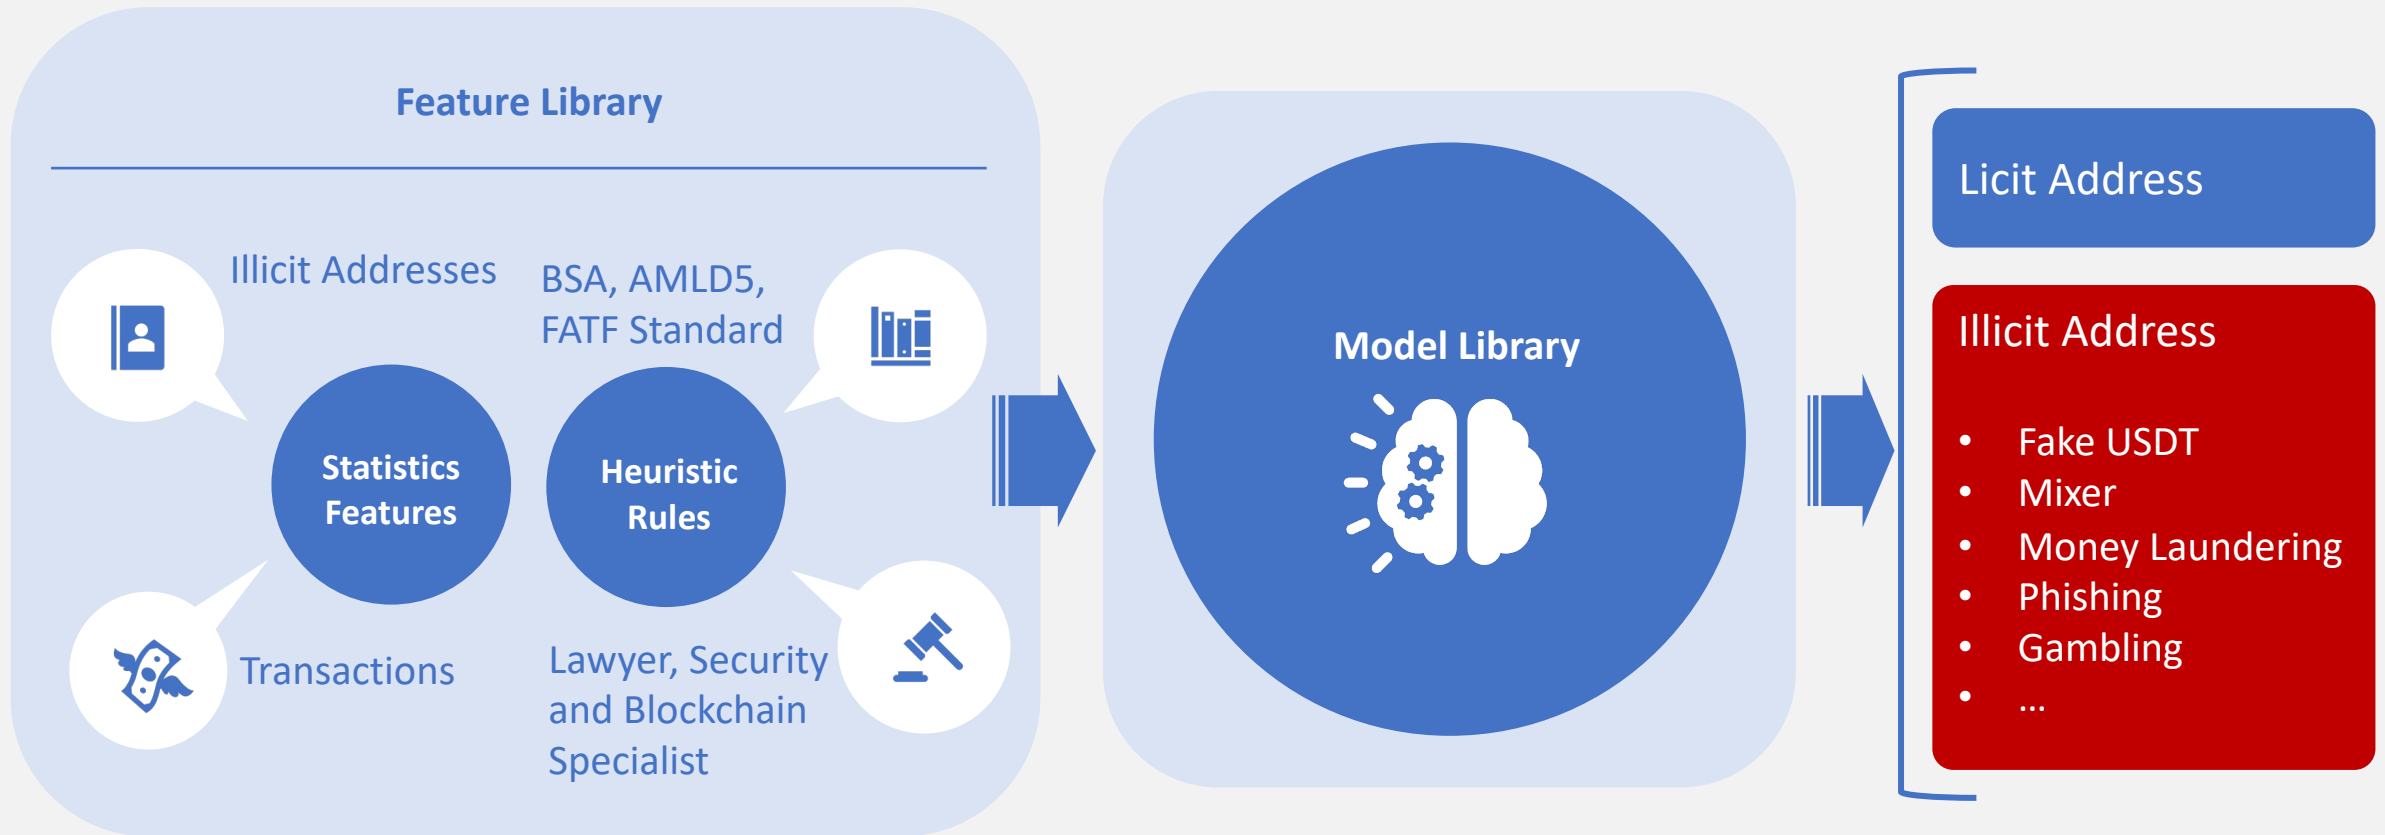 Feature Library
Illicit Addresses
BSA, AMLD5,
FATF Standard
Statistics
Features
Heuristic
Rules
Transactions
Lawyer, Security
and Blockchain
Specialist
Model Library
Licit Address
Illicit Address
• Fake USDT
• Mixer
• Money Laundering
• Phishing
• Gambling
• ...